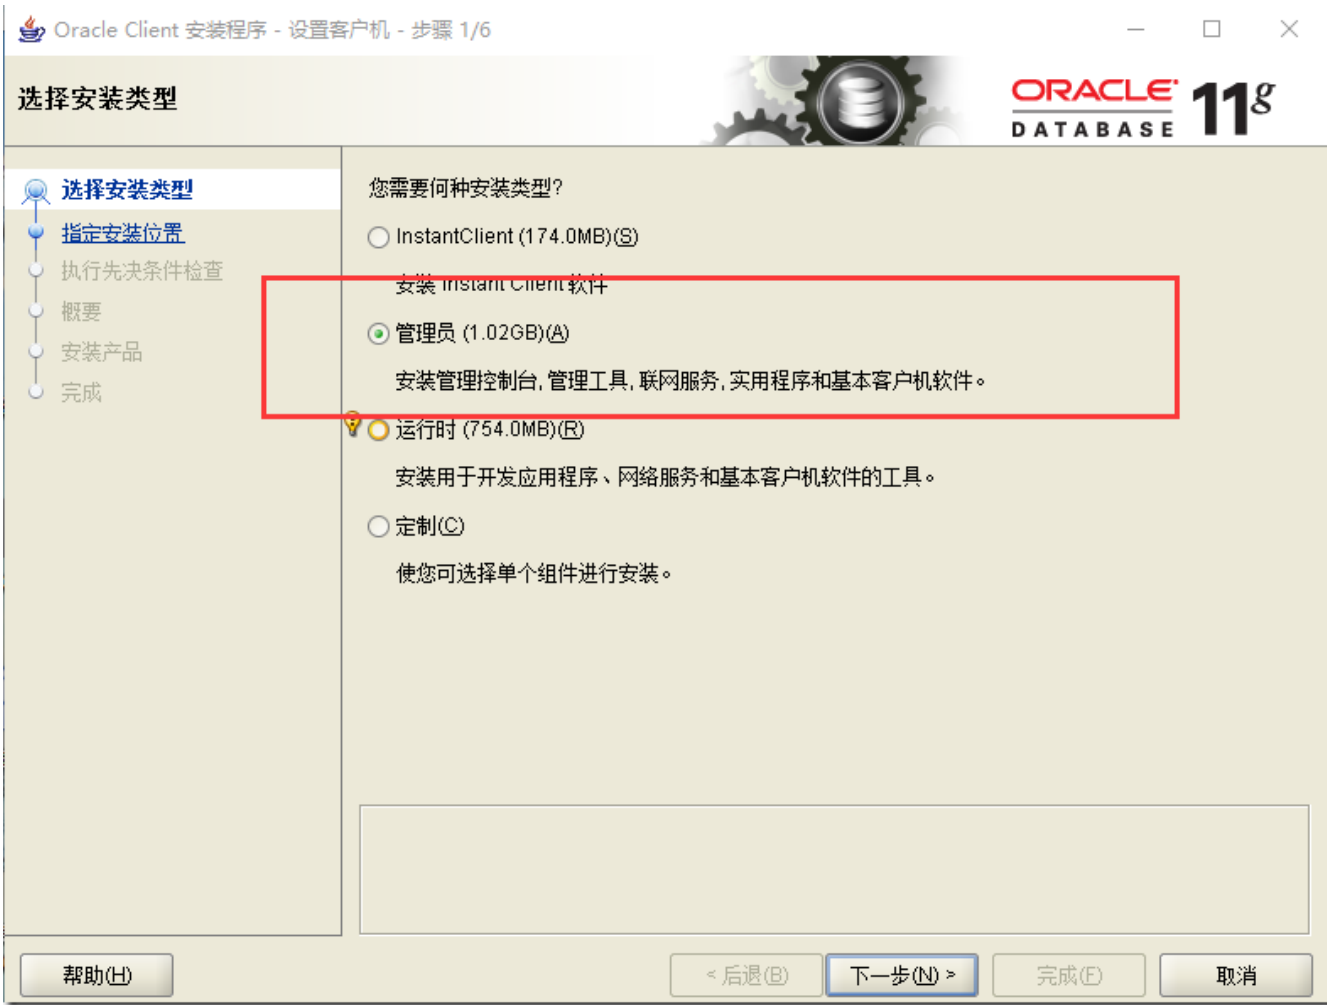 Oracle Client 安装程序 - 设置客户机 - 步骤 1/6
选择安装类型
ORACLE
DATABASE 11g
选择安装类型
指定安装位置
执行先决条件检查
概要
安装产品
完成
您需要何种安装类型?
InstantClient (174.0MB)(S)
安装 Instant Client 软件
管理员 (1.02GB)(A)
安装管理控制台, 管理工具, 联网服务, 实用程序和基本客户机软件。
运行时 (754.0MB)(R)
安装用于开发应用程序、网络服务和基本客户机软件的工具。
定制(C)
使您可选择单个组件进行安装。
帮助(H)
< 后退(B)
下一步(N) >
完成(F)
取消